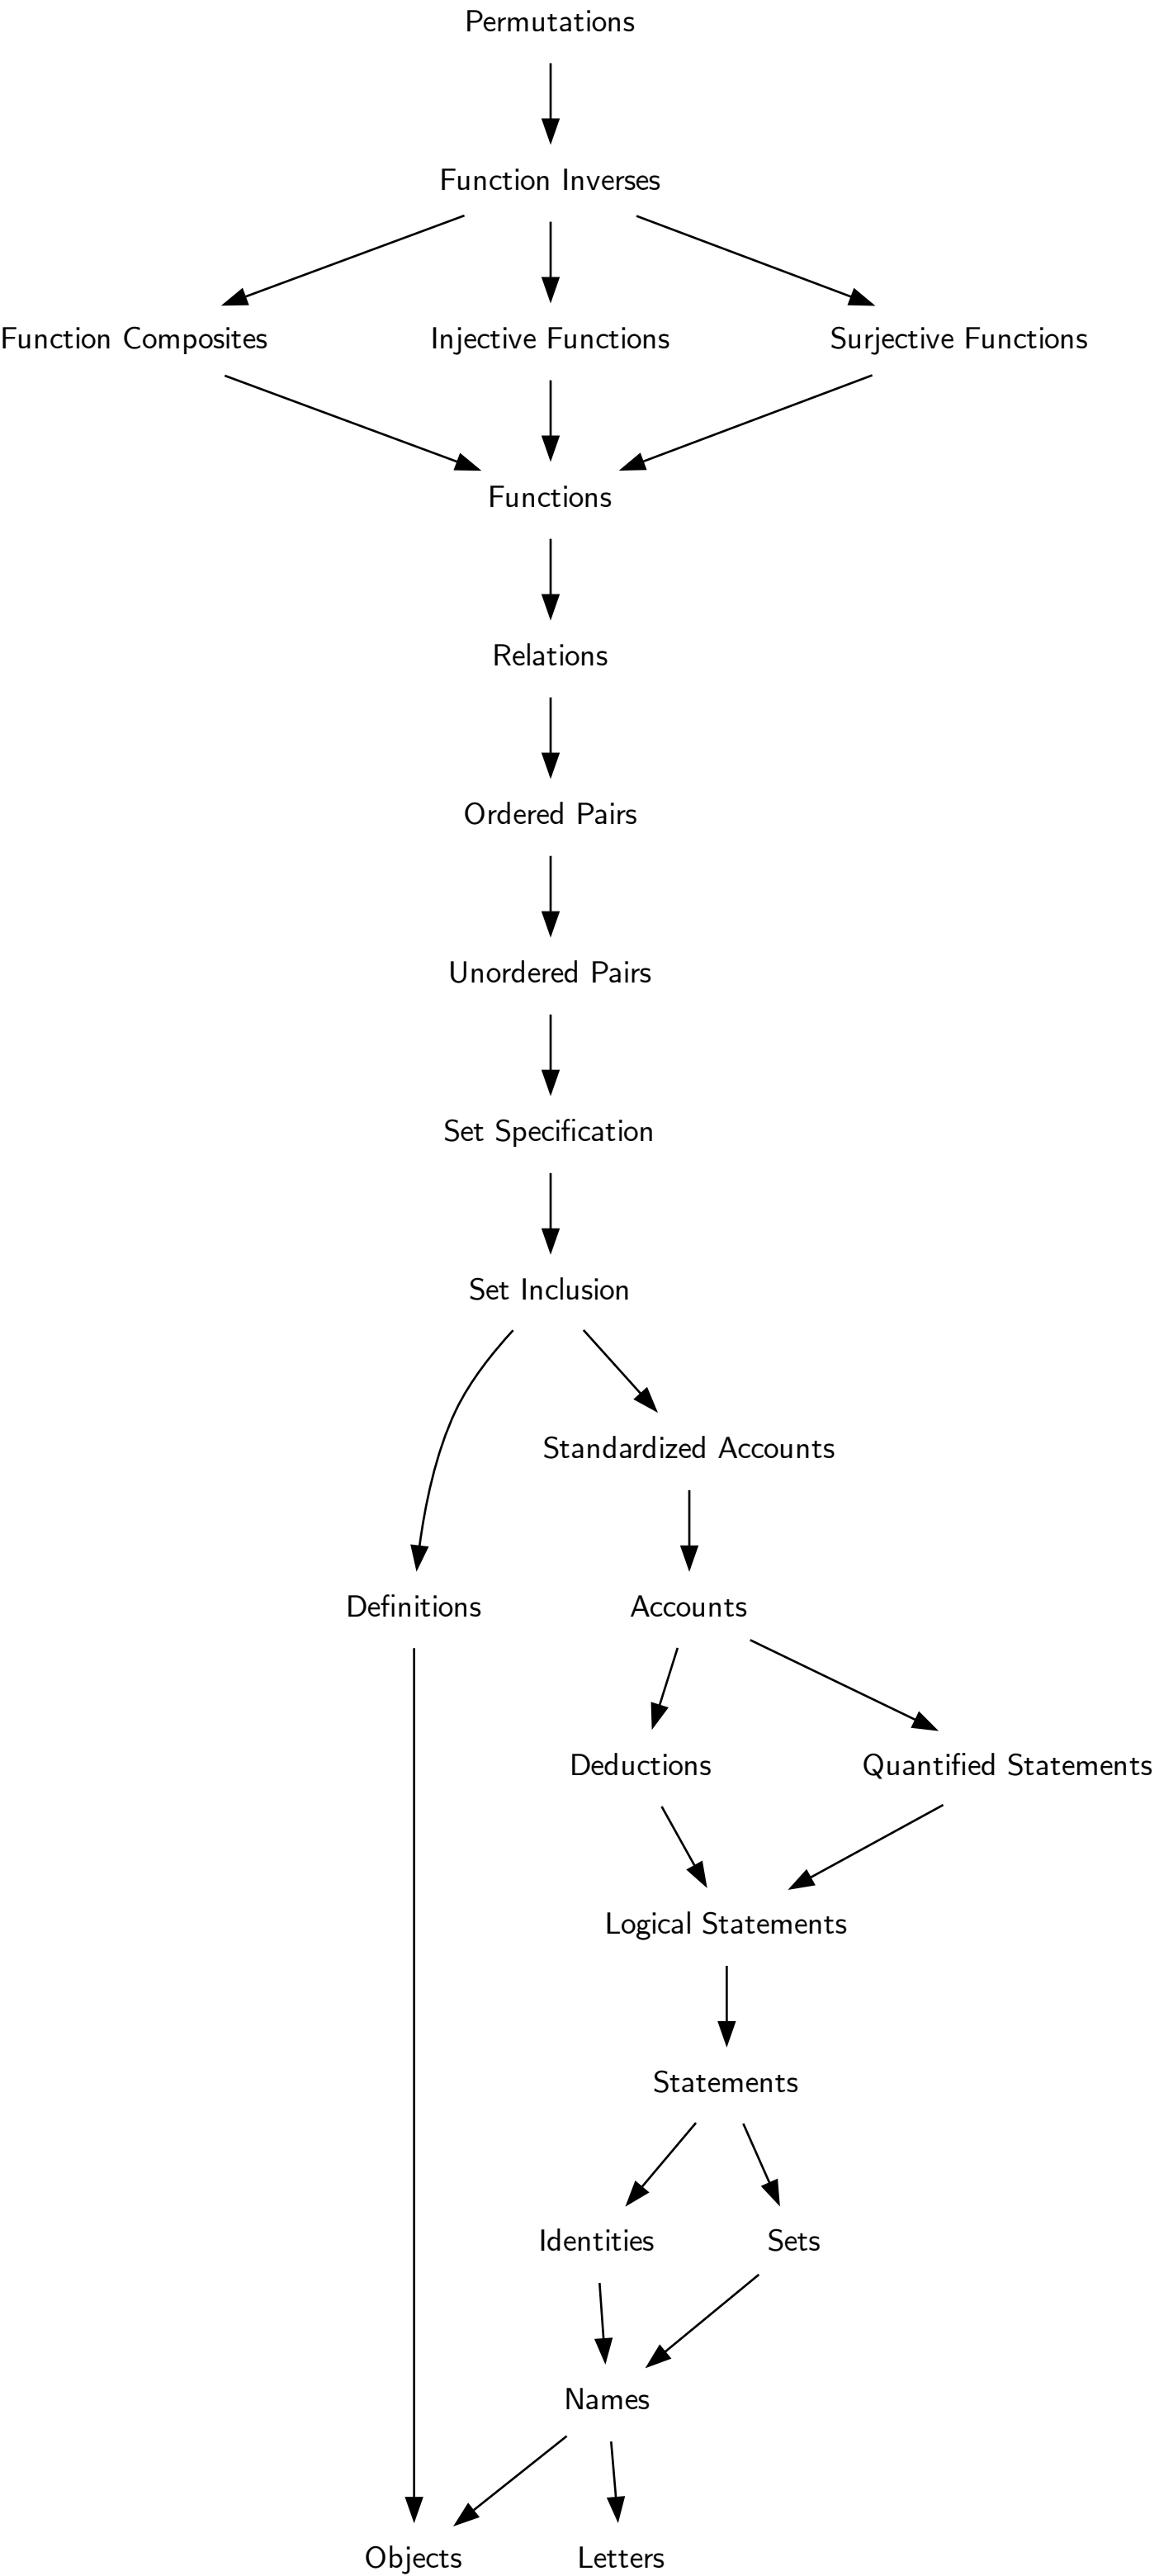 Permutations
Function Inverses
Function Composites
Injective Functions
Surjective Functions
Functions
Relations
Ordered Pairs
Unordered Pairs
Set Specification
Set Inclusion
Standardized Accounts
Definitions
Accounts
Deductions
Quantified Statements
Logical Statements
Statements
Identities
Sets
Names
Objects
Letters